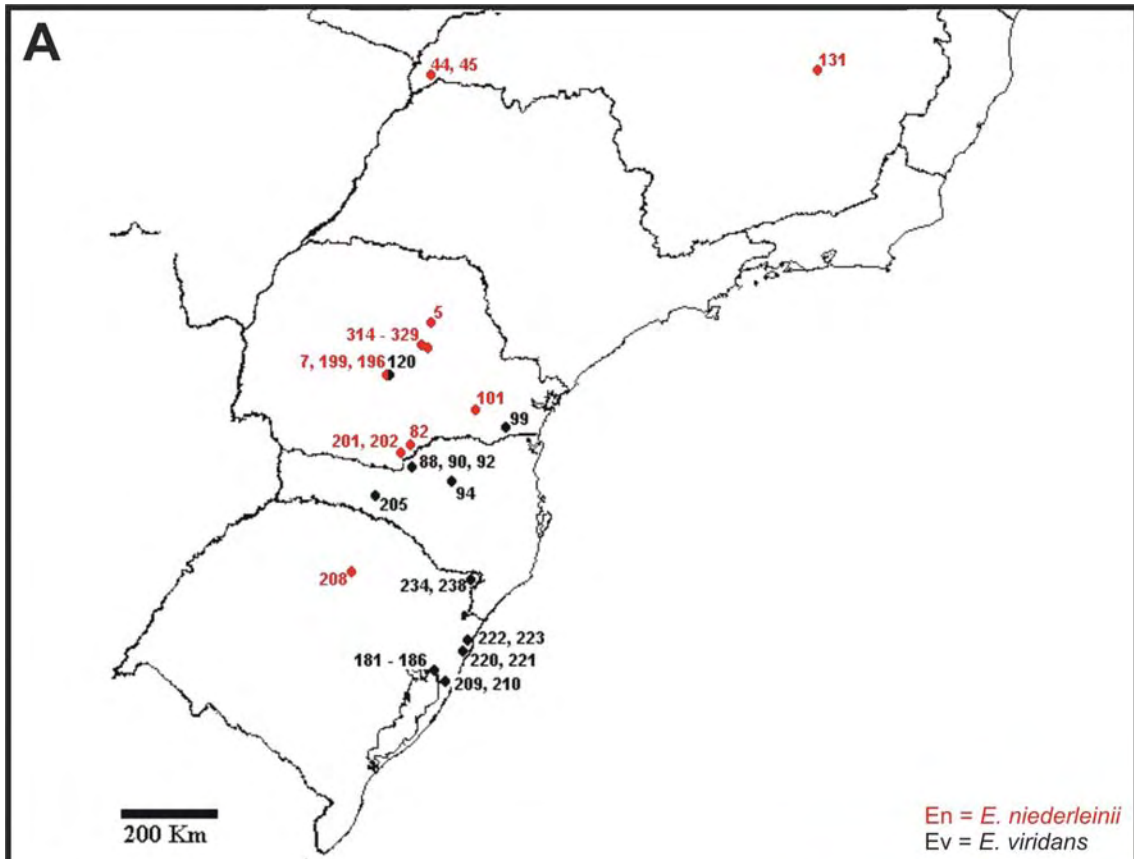 A
44, 45
131
5
314 - 329
7, 199, 196 120
101
99
82
201, 202
88, 90, 92
94
205
208
234, 238
222, 223
181 - 186
220, 221
209, 210
200 Km
En = E. niederleinii
Ev = E. viridans